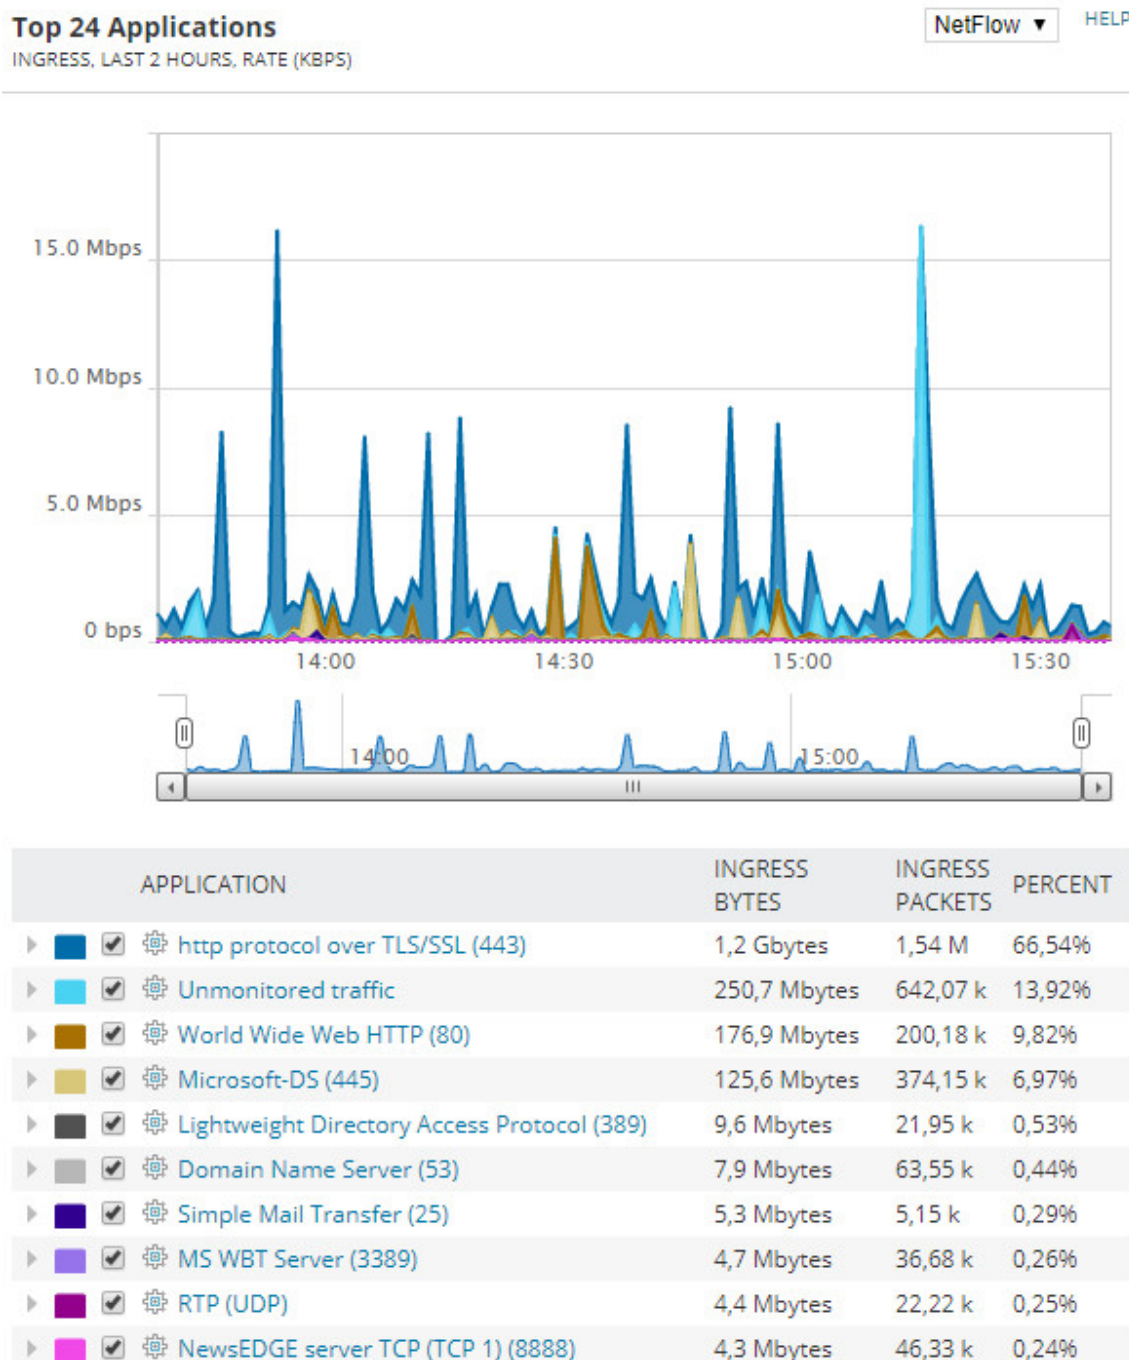 Top 24 Applications
NetFlow ▼
HELP
INGRESS, LAST 2 HOURS, RATE (KBPS)
15.0 Mbps
10.0 Mbps
5.0 Mbps
0 bps
14:00 14:30 15:00 15:30
14:00 15:00
APPLICATION INGRESS BYTES INGRESS PACKETS PERCENT
http protocol over TLS/SSL (443) 1,2 Gbytes 1,54 M 66,54%
Unmonitored traffic 250,7 Mbytes 642,07 k 13,92%
World Wide Web HTTP (80) 176,9 Mbytes 200,18 k 9,82%
Microsoft-DS (445) 125,6 Mbytes 374,15 k 6,97%
Lightweight Directory Access Protocol (389) 9,6 Mbytes 21,95 k 0,53%
Domain Name Server (53) 7,9 Mbytes 63,55 k 0,44%
Simple Mail Transfer (25) 5,3 Mbytes 5,15 k 0,29%
MS WBT Server (3389) 4,7 Mbytes 36,68 k 0,26%
RTP (UDP) 4,4 Mbytes 22,22 k 0,25%
NewsEDGE server TCP (TCP 1) (8888) 4,3 Mbytes 46,33 k 0,24%